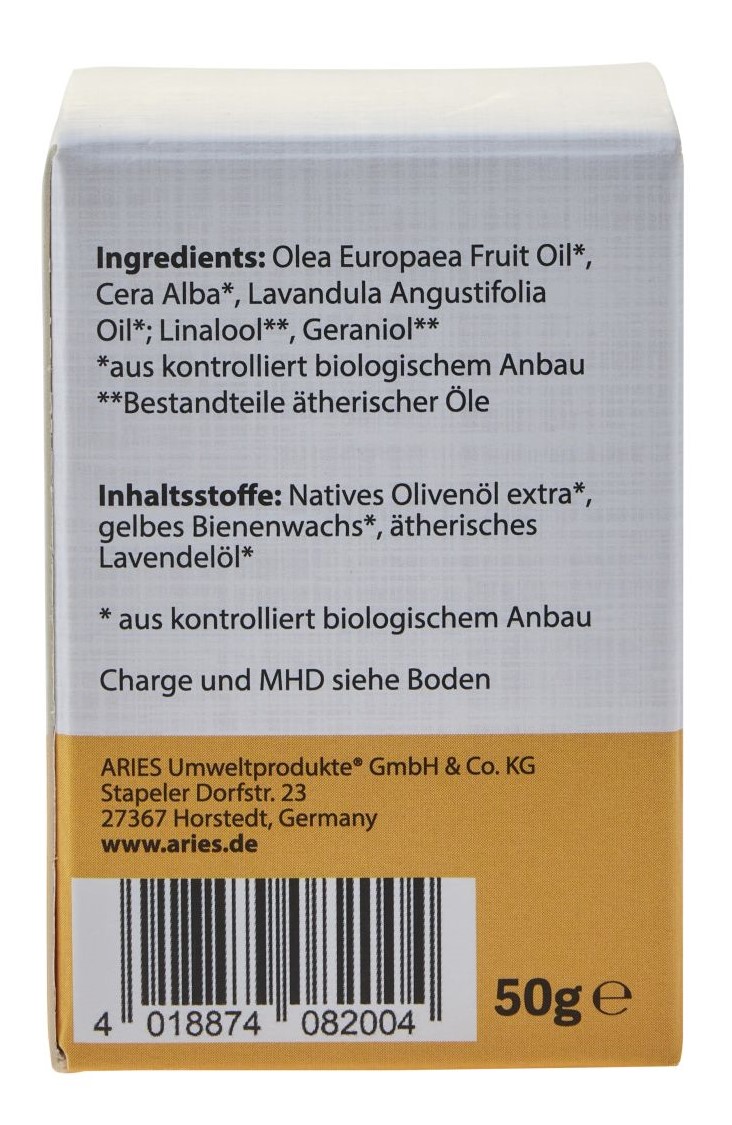 Ingredients: Olea Europaea Fruit Oil*,
Cera Alba*, Lavandula Angustifolia
Oil*; Linalool**, Geraniol**
*aus kontrolliert biologischem Anbau
**Bestandteile ätherischer Öle
Inhaltsstoffe: Natives Olivenöl extra*,
gelbes Bienenwachs*, ätherisches
Lavendelöl*
* aus kontrolliert biologischem Anbau
Charge und MHD siehe Boden
ARIES Umweltprodukte® GmbH & Co. KG
Stapeler Dorfstr. 23
27367 Horstedt, Germany
www.aries.de
4 018874 082004
50g ℮